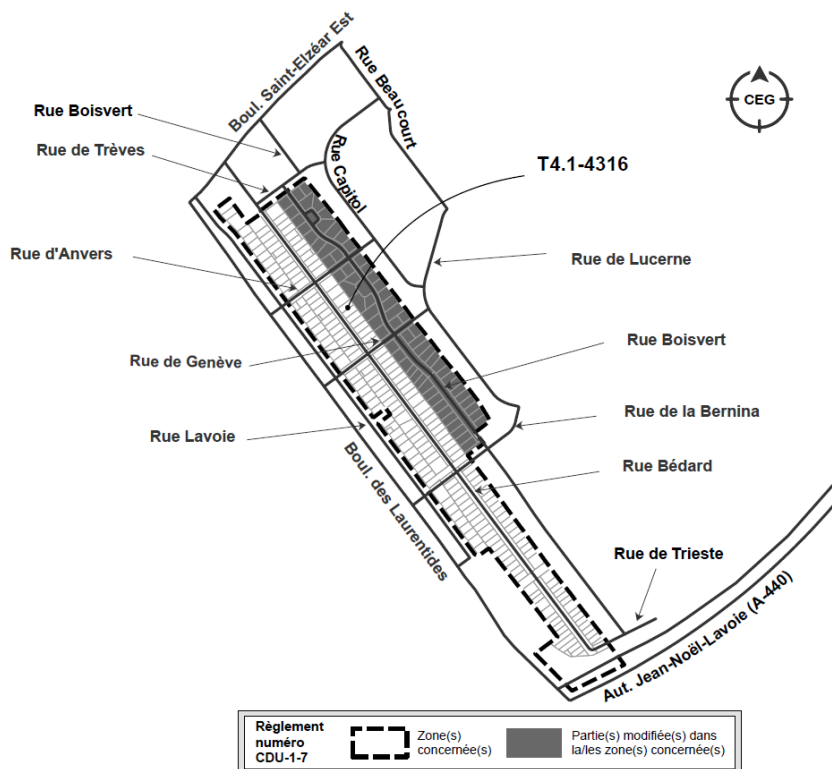 Boul. Saint-Elzéar Est
Rue Beaucourt
Rue Boisvert
CEG
Rue de Trèves
Rue Capitol
T4.1-4316
Rue d'Anvers
Rue de Lucerne
Rue de Genève
Rue Boisvert
Rue Lavoie
Rue de la Bernina
Boul. des Laurentides
Rue Bédard
Rue de Trieste
Aut. Jean-Noël-Lavoie (A-440)
Règlement
numéro
CDU-1-7
Zone(s)
concernée(s)
Partie(s) modifiée(s) dans
la/les zone(s) concernée(s)